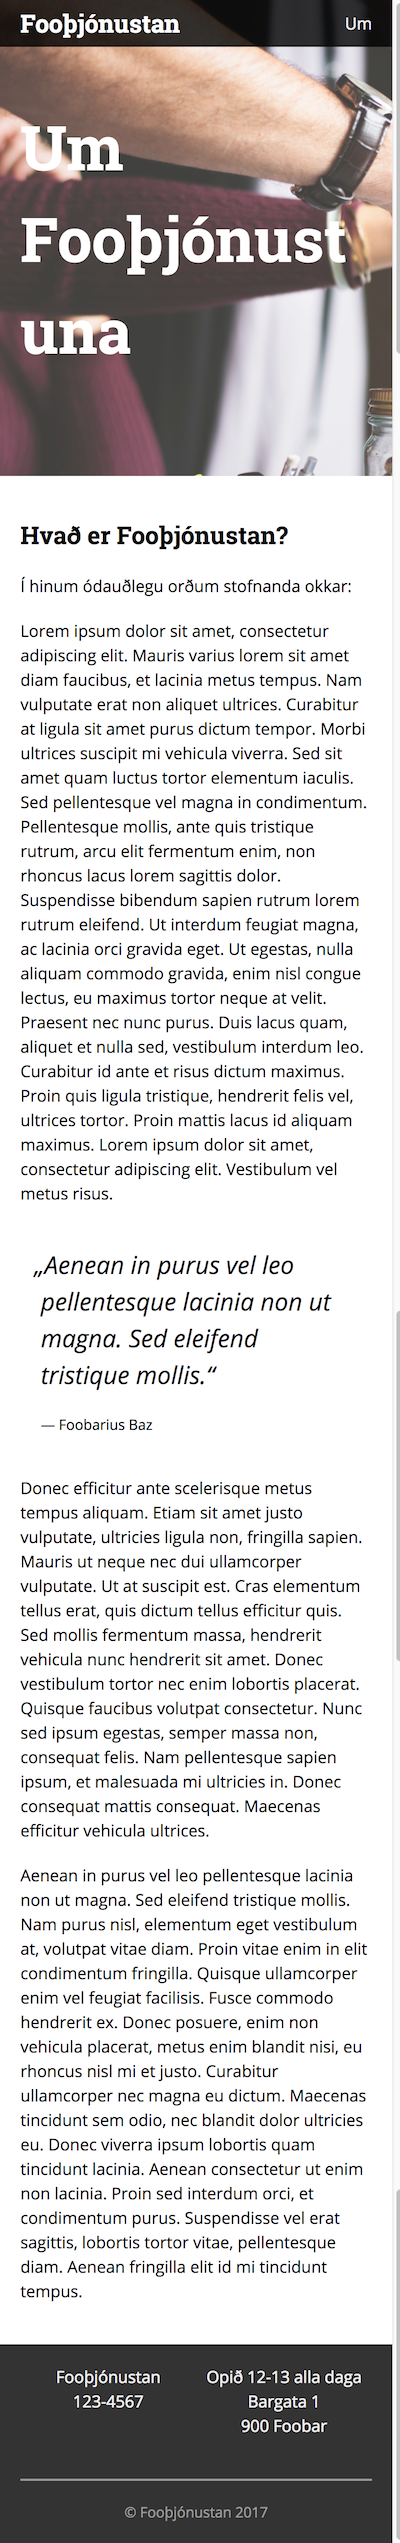 Fooþjónustan Um
Um
Fooþjónust
una
Hvað er Fooþjónustan?
Í hinum ódauðlegu orðum stofnanda okkar:
Lorem ipsum dolor sit amet, consectetur
adipiscing elit. Mauris varius lorem sit amet
diam faucibus, et lacinia metus tempus. Nam
vulputate erat non aliquet ultrices. Curabitur
at ligula sit amet purus dictum tempor. Morbi
ultrices suscipit mi vehicula viverra. Sed sit
amet quam luctus tortor elementum iaculis.
Sed pellentesque vel magna in condimentum.
Pellentesque mollis, ante quis tristique
rutrum, arcu elit fermentum enim, non
rhoncus lacus lorem sagittis dolor.
Suspendisse bibendum sapien rutrum lorem
rutrum eleifend. Ut interdum feugiat magna,
ac lacinia orci gravida eget. Ut egestas, nulla
aliquam commodo gravida, enim nisl congue
lectus, eu maximus tortor neque at velit.
Praesent nec nunc purus. Duis lacus quam,
aliquet et nulla sed, vestibulum interdum leo.
Curabitur id ante et risus dictum maximus.
Proin quis ligula tristique, hendrerit felis vel,
ultrices tortor. Proin mattis lacus id aliquam
maximus. Lorem ipsum dolor sit amet,
consectetur adipiscing elit. Vestibulum vel
metus risus.
„Aenean in purus vel leo
pellentesque lacinia non ut
magna. Sed eleifend
tristique mollis.“
— Foobarius Baz
Donec efficitur ante scelerisque metus
tempus aliquam. Etiam sit amet justo
vulputate, ultricies ligula non, fringilla sapien.
Mauris ut neque nec dui ullamcorper
vulputate. Ut at suscipit est. Cras elementum
tellus erat, quis dictum tellus efficitur quis.
Sed mollis fermentum massa, hendrerit
vehicula nunc hendrerit sit amet. Donec
vestibulum tortor nec enim lobortis placerat.
Quisque faucibus volutpat consectetur. Nunc
sed ipsum egestas, semper massa non,
consequat felis. Nam pellentesque sapien
ipsum, et malesuada mi ultricies in. Donec
consequat mattis consequat. Maecenas
efficitur vehicula ultrices.
Aenean in purus vel leo pellentesque lacinia
non ut magna. Sed eleifend tristique mollis.
Nam purus nisl, elementum eget vestibulum
at, volutpat vitae diam. Proin vitae enim in elit
condimentum fringilla. Quisque ullamcorper
enim vel feugiat facilisis. Fusce commodo
hendrerit ex. Donec posuere, enim non
vehicula placerat, metus enim blandit nisi, eu
rhoncus nisl mi et justo. Curabitur
ullamcorper nec magna eu dictum. Maecenas
tincidunt sem odio, nec blandit dolor ultricies
eu. Donec viverra ipsum lobortis quam
tincidunt lacinia. Aenean consectetur ut enim
non lacinia. Proin sed interdum orci, et
condimentum purus. Suspendisse vel erat
sagittis, lobortis tortor vitae, pellentesque
diam. Aenean fringilla elit id mi tincidunt
tempus.
Fooþjónustan
123-4567
Opið 12-13 alla daga
Bargata 1
900 Foobar
© Fooþjónustan 2017